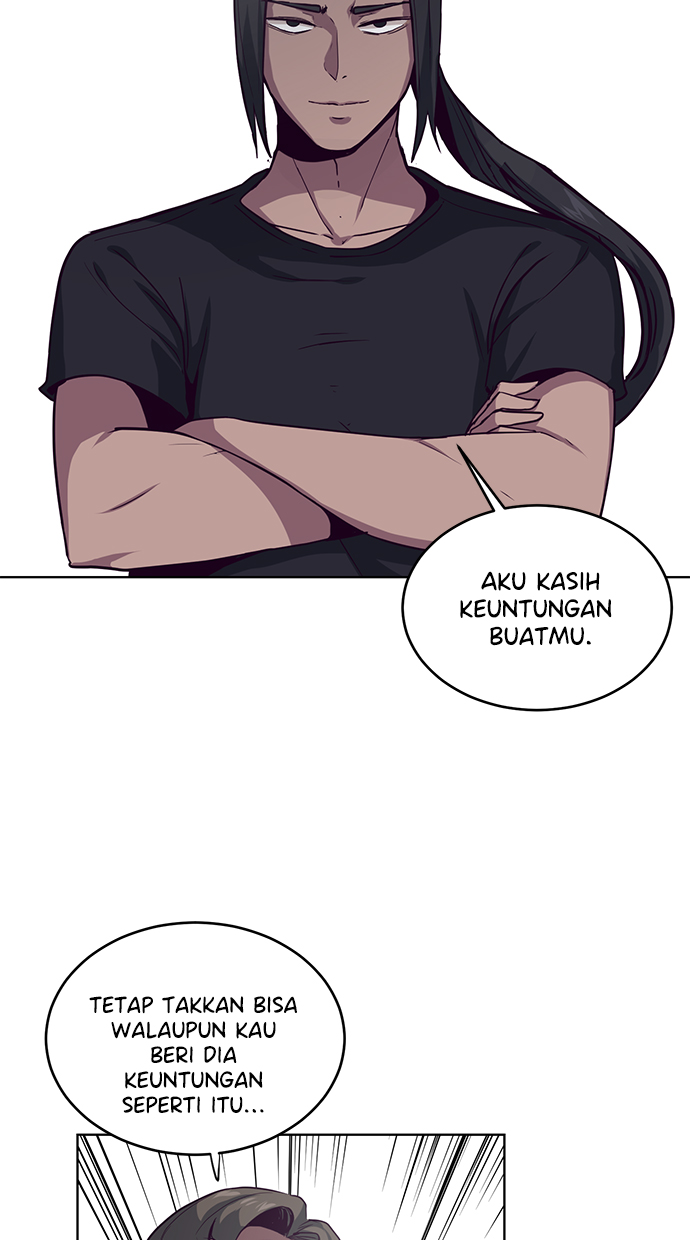 AKU KASIH
KEUNTUNGAN
BUATMU.
TETAP TAKKAN BISA
WALAUPUN KAU
BERI DIA
KEUNTUNGAN
SEPERTI ITU...